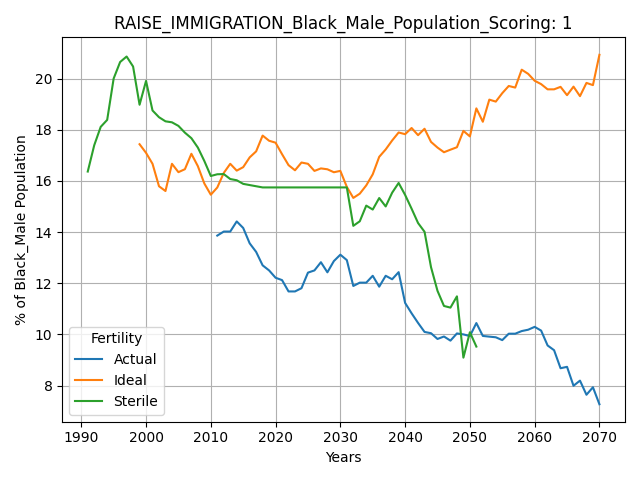 RAISE_IMMIGRATION_Black_Male_Population_Scoring: 1
% of Black_Male Population
20
18
16
14
12
10
8
Fertility
Actual
Ideal
Sterile
1990 2000 2010 2020 2030 2040 2050 2060 2070
Years